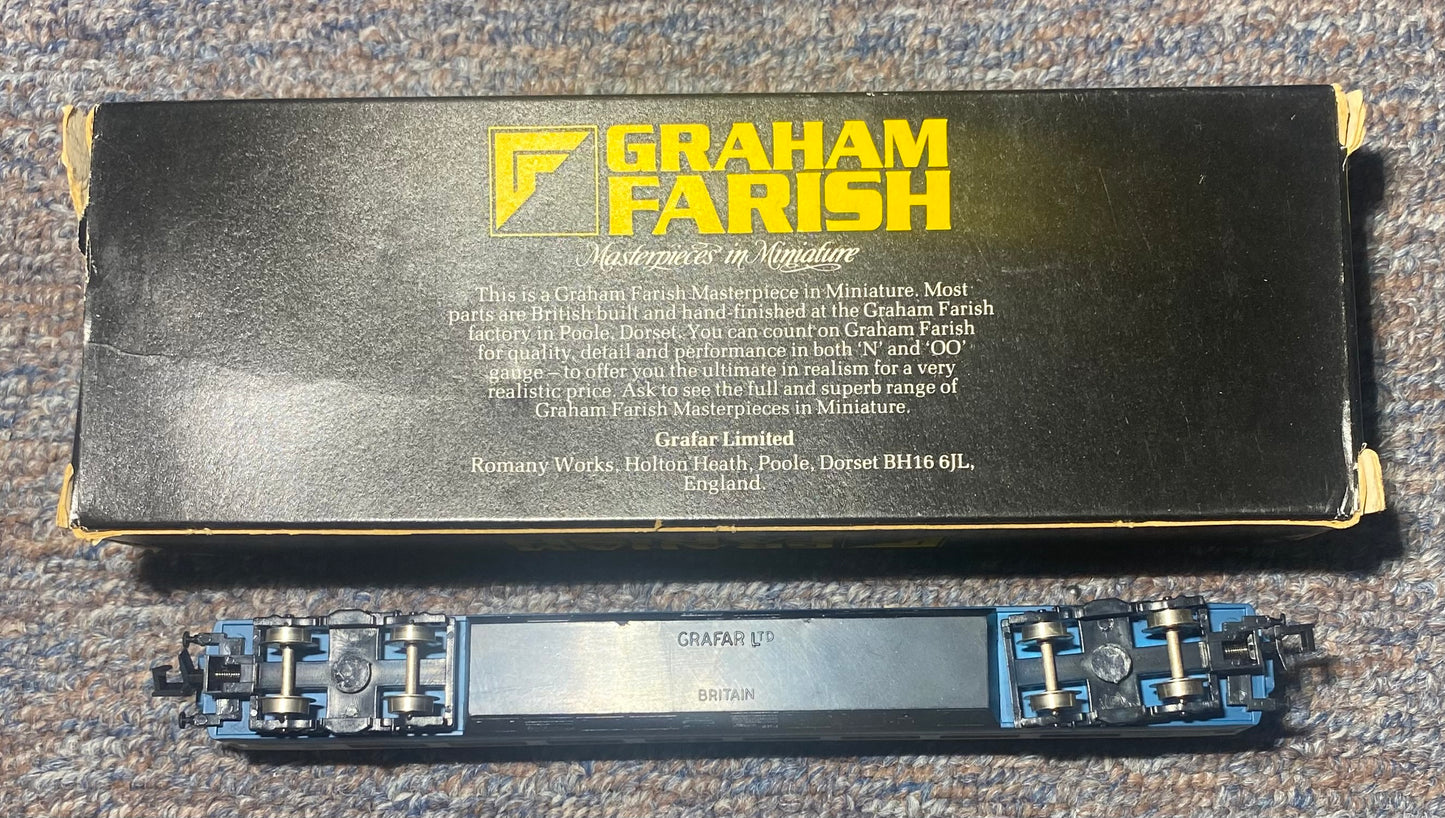 GRAHAM
FARISH
Masterpieces in Miniature
This is a Graham Farish Masterpiece in Miniature. Most
parts are British built and hand-finished at the Graham Farish
factory in Poole, Dorset. You can count on Graham Farish
for quality, detail and performance in both ‘N’ and ‘OO’
gauge – to offer you the ultimate in realism for a very
realistic price. Ask to see the full and superb range of
Graham Farish Masterpieces in Miniature.
Grafar Limited
Romany Works, Holton Heath, Poole, Dorset BH16 6JL,
England.
GRAHAM
GRAFAR LTD
BRITAIN